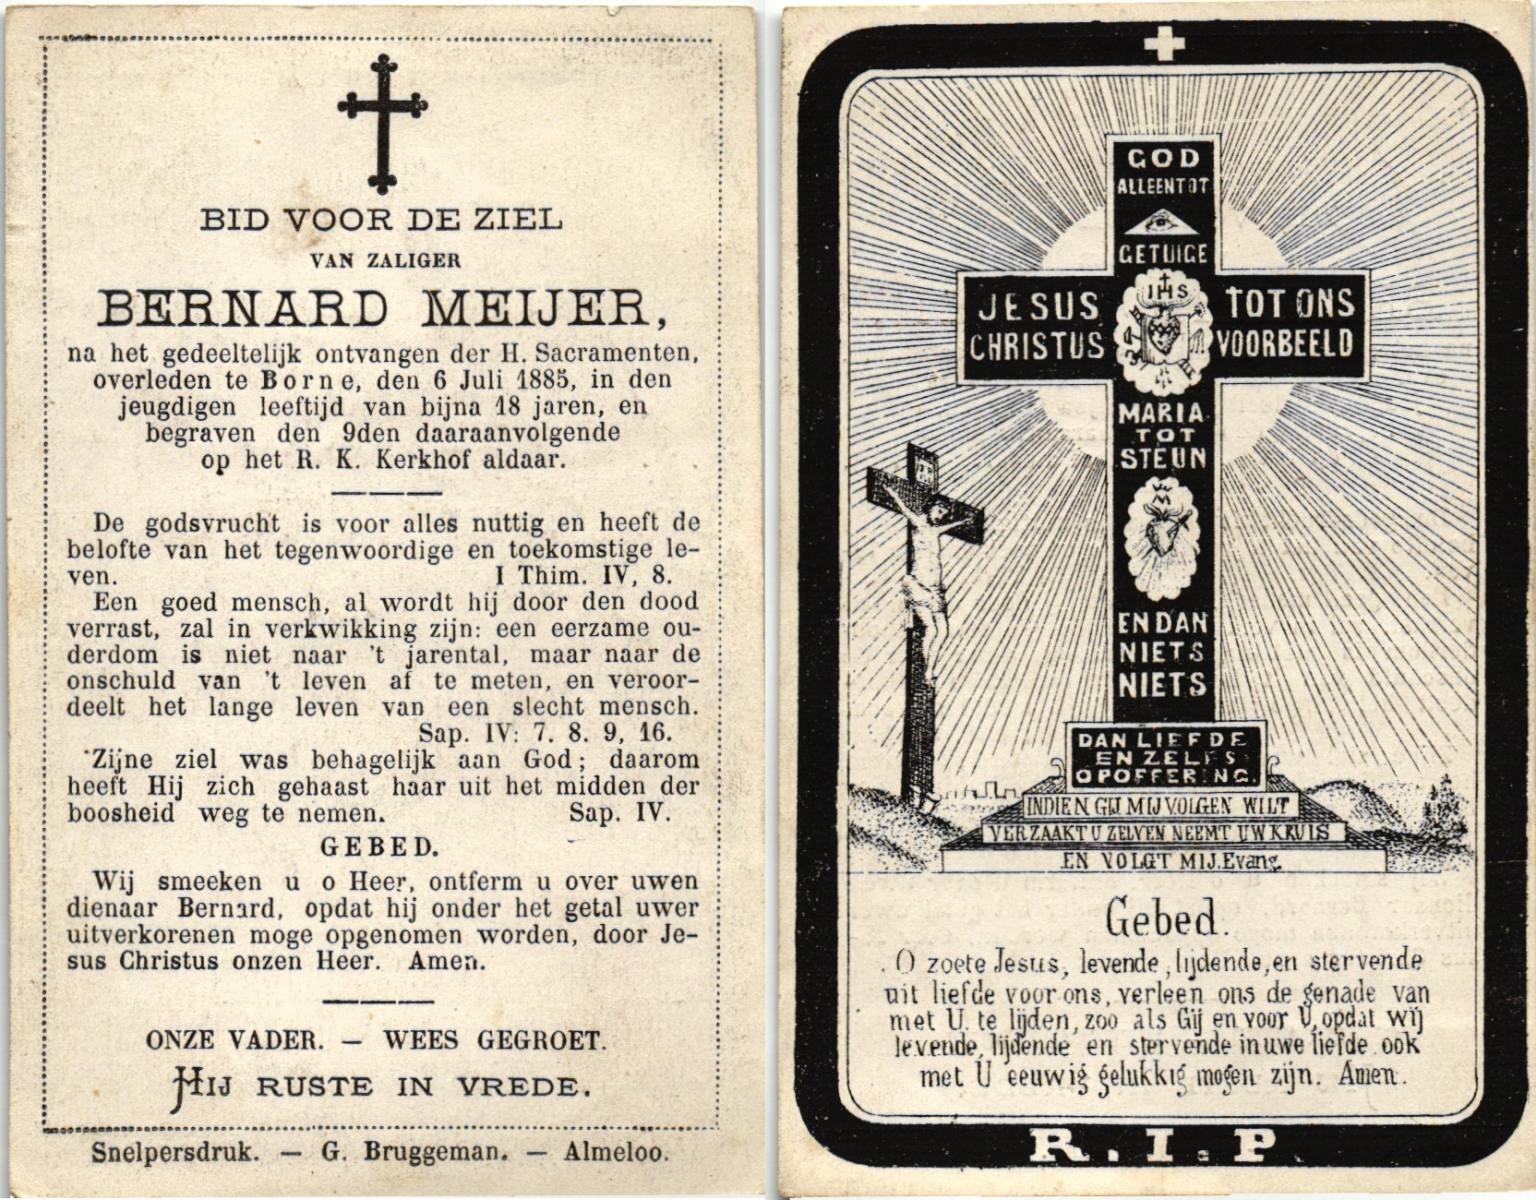 BID VOOR DE ZIEL
VAN ZALIGER
BERNARD MEIJER,
na het gedeeltelijk ontvangen der H. Sacramenten,
overleden te Borne, den 6 Juli 1885, in den
jeugdigen leeftijd van bijna 18 jaren, en
begraven den 9den daaraanvolgende
op het R. K. Kerkhof aldaar.
De godsvrucht is voor alles nuttig en heeft de
belofte van het tegenwoordige en toekomstige le-
ven. I Thim. IV, 8.
Een goed mensch, al wordt hij door den dood
verrast, zal in verkwikking zijn: een eerzame ou-
derdom is niet naar 't jarental, maar naar de
onschuld van 't leven af te meten, en veroor-
deelt het lange leven van een slecht mensch.
Sap. IV: 7. 8. 9, 16.
Zijne ziel was behagelijk aan God; daarom
heeft Hij zich gehaast haar uit het midden der
boosheid weg te nemen. Sap. IV.
GEBED.
Wij smeeken u o Heer, ontferm u over uwen
dienaar Bernard, opdat hij onder het getal uwer
uitverkorenen moge opgenomen worden, door Je-
sus Christus onzen Heer. Amen.
ONZE VADER. — WEES GEGROET.
HIJ RUSTE IN VREDE.
Snelpersdruk. — G. Bruggeman. — Almeloo.
GOD
ALLEEN TOT
GETUIGE
IHS
JESUS TOT ONS
CHRISTUS VOORBEELD
MARIA
TOT
STEUN
M
EN DAN
NIETS
NIETS
DAN LIEFDE
EN ZELFS
OPOFFERING.
INDIEN GIJ MIJ VOLGEN WILT
VERZAAKT U ZELVEN NEEMT UW KRUIS
EN VOLGT MIJ. Evang.
Gebed.
O zoete Jesus, levende, lijdende, en stervende
uit liefde voor ons, verleen ons de genade van
met U te lijden, zoo als Gij en voor U, opdat wij
levende, lijdende en stervende in uwe liefde ook
met U eeuwig gelukkig mogen zijn. Amen.
R.I.P.